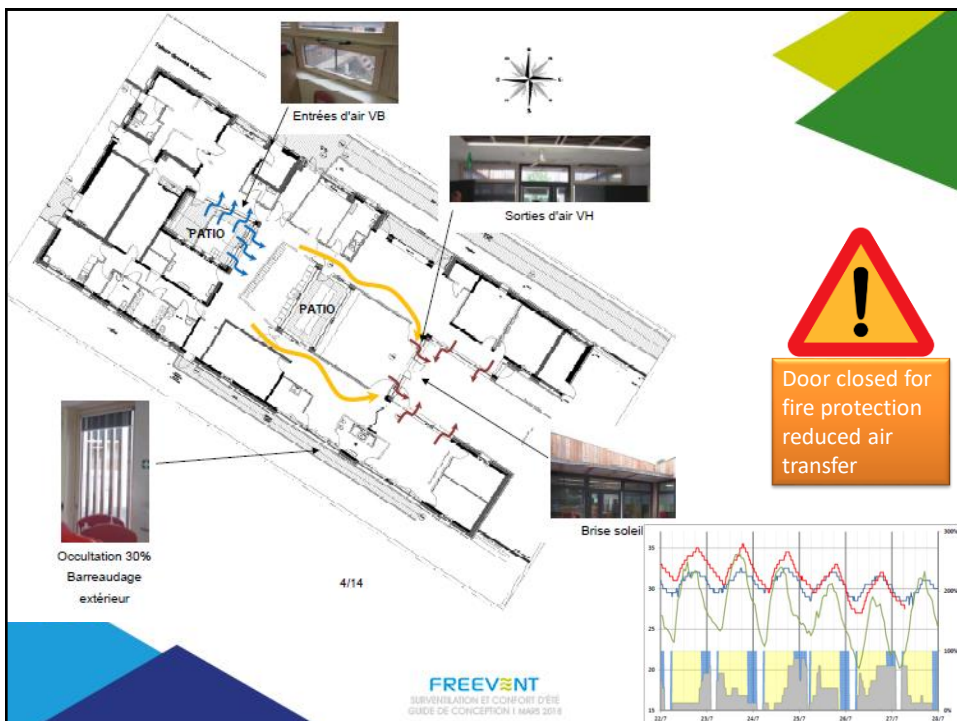 Entrées d'air VB
Sorties d'air VH
PATIO
PATIO
Door closed for
fire protection
reduced air
transfer
Brise soleil
Occultation 30%
Barreaudage
extérieur
4/14
FREEVENT
SURVENTILATION ET CONFORT D'ÉTÉ
GUIDE DE CONCEPTION I MARS 2018
35
30
25
20
15
300%
200%
100%
0%
22/7 23/7 24/7 25/7 26/7 27/7 28/7